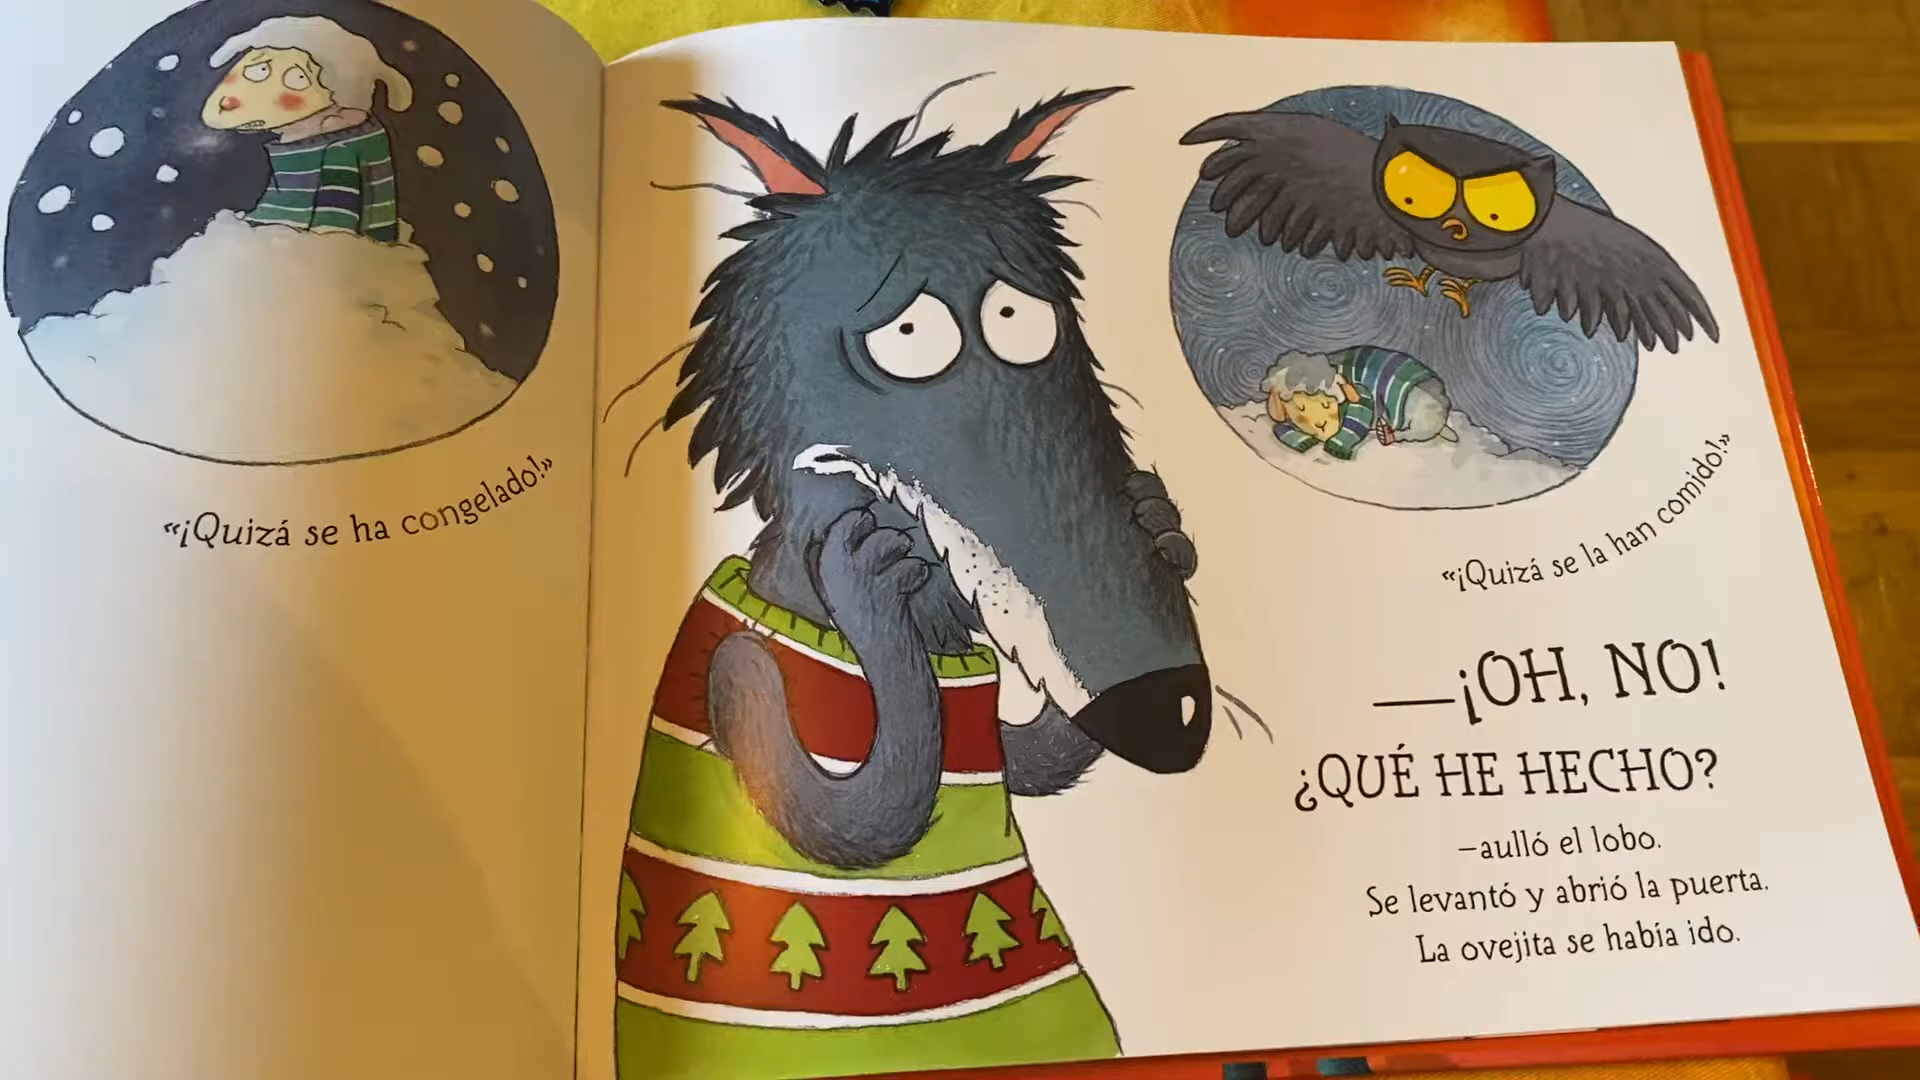 «¡Quizá se ha congelado!»
«¡Quizá se la han comido!»
—¡OH, NO!
¿QUÉ HE HECHO?
—aulló el lobo.
Se levantó y abrió la puerta.
La ovejita se había ido.